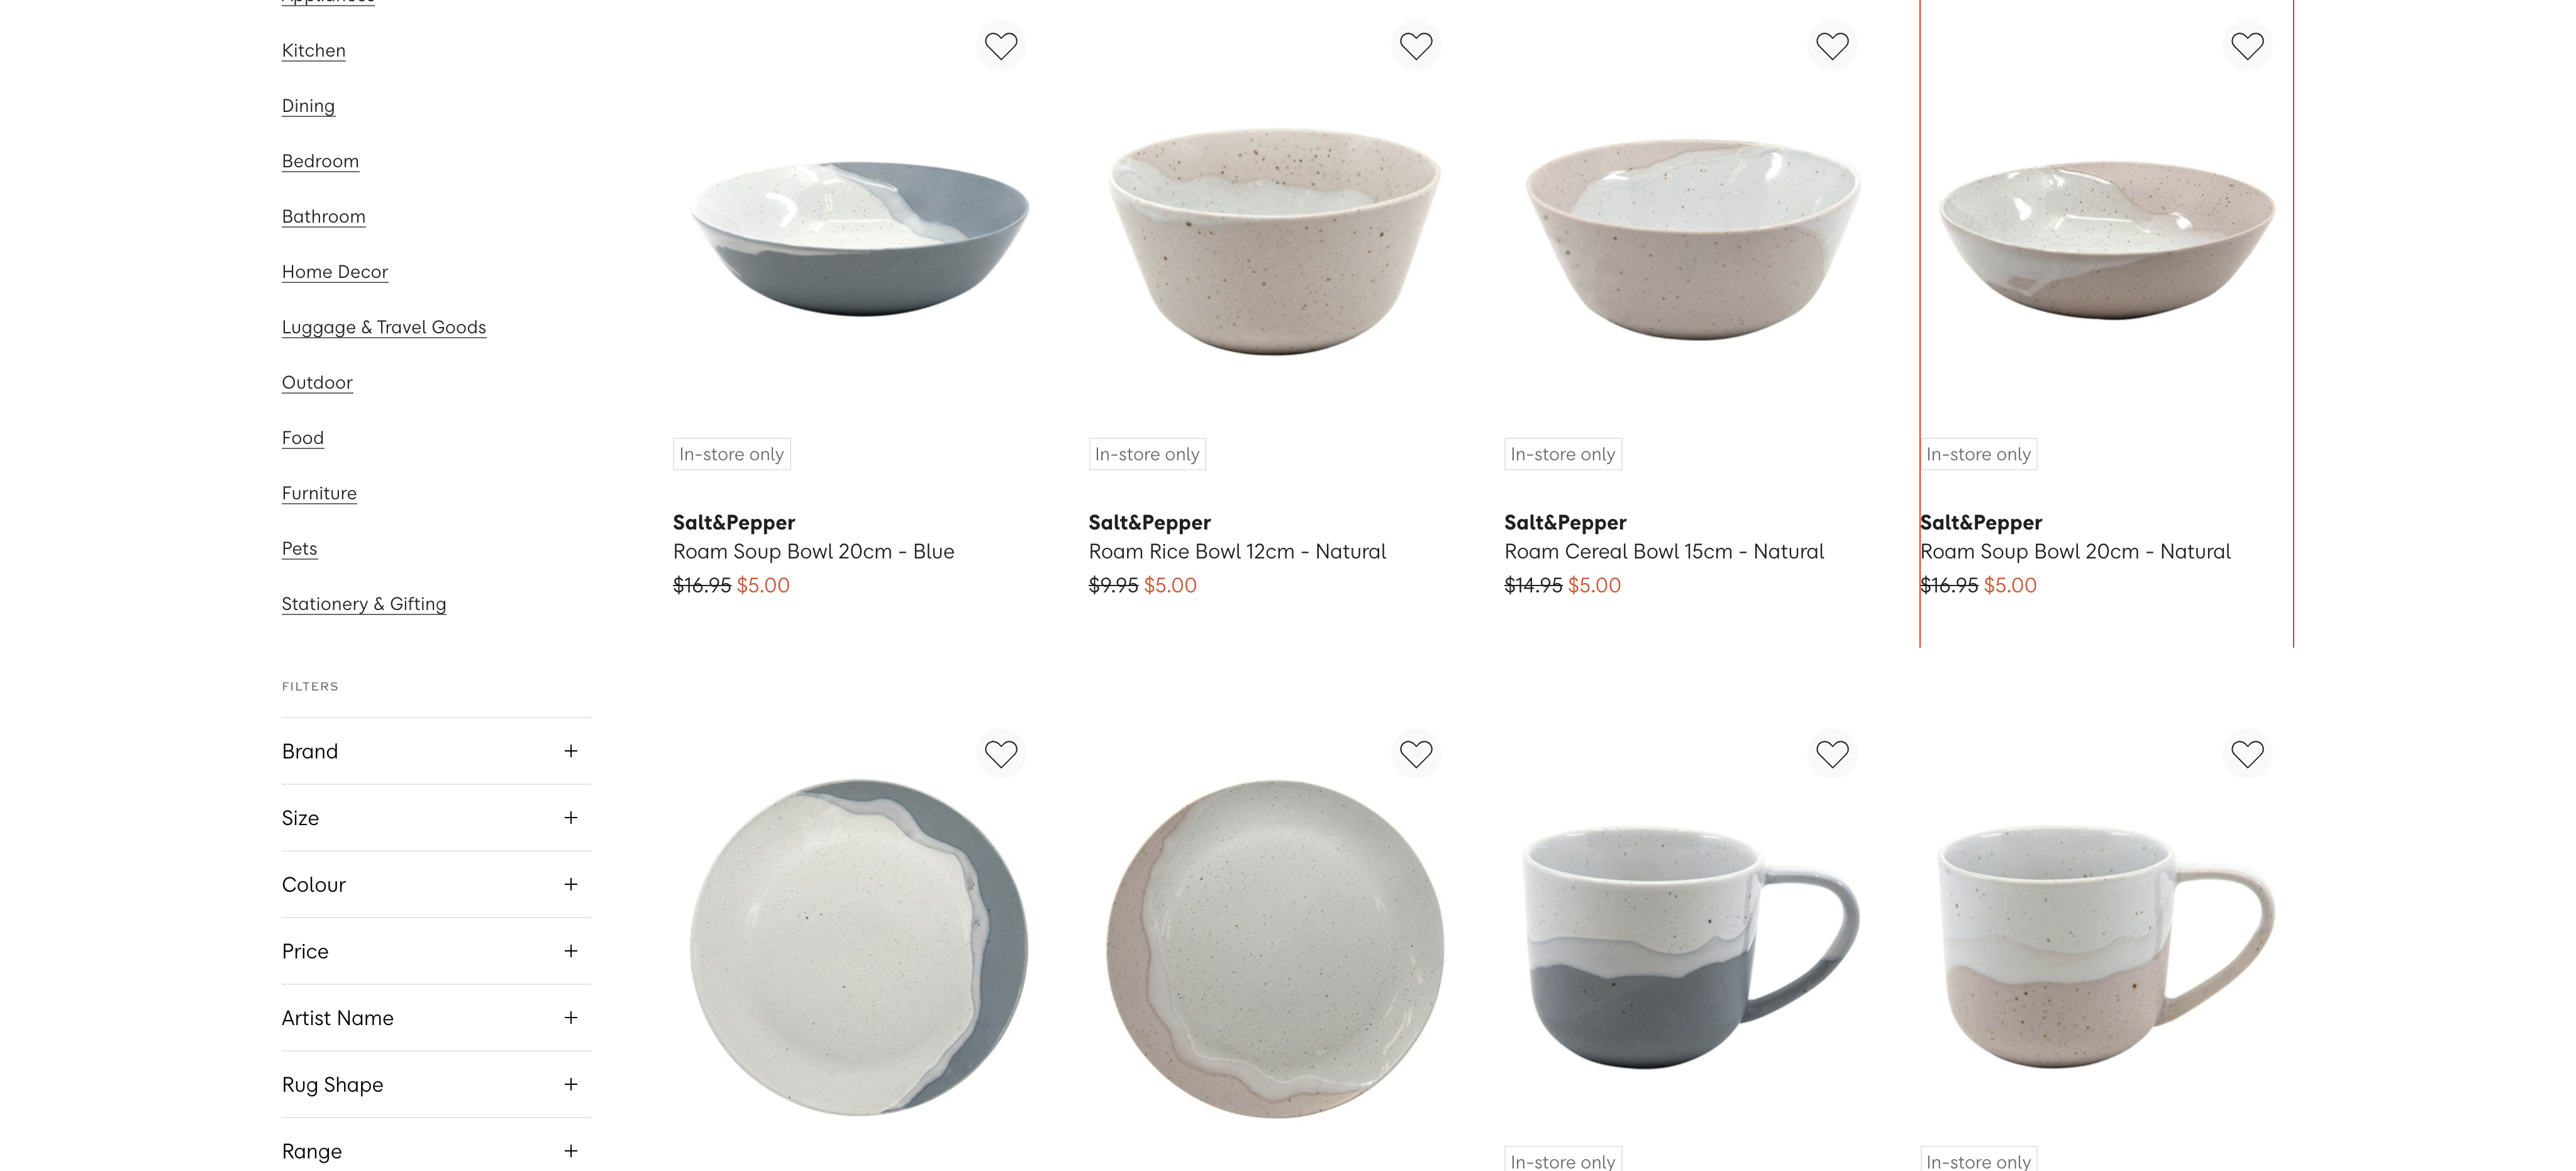 Appliances
Kitchen
Dining
Bedroom
Bathroom
Home Decor
Luggage & Travel Goods
Outdoor
Food
Furniture
Pets
Stationery & Gifting
FILTERS
Brand +
Size +
Colour +
Price +
Artist Name +
Rug Shape +
Range +
In-store only
Salt&Pepper
Roam Soup Bowl 20cm - Blue
$16.95 $5.00
In-store only
Salt&Pepper
Roam Rice Bowl 12cm - Natural
$9.95 $5.00
In-store only
Salt&Pepper
Roam Cereal Bowl 15cm - Natural
$14.95 $5.00
In-store only
Salt&Pepper
Roam Soup Bowl 20cm - Natural
$16.95 $5.00
In-store only
In-store only